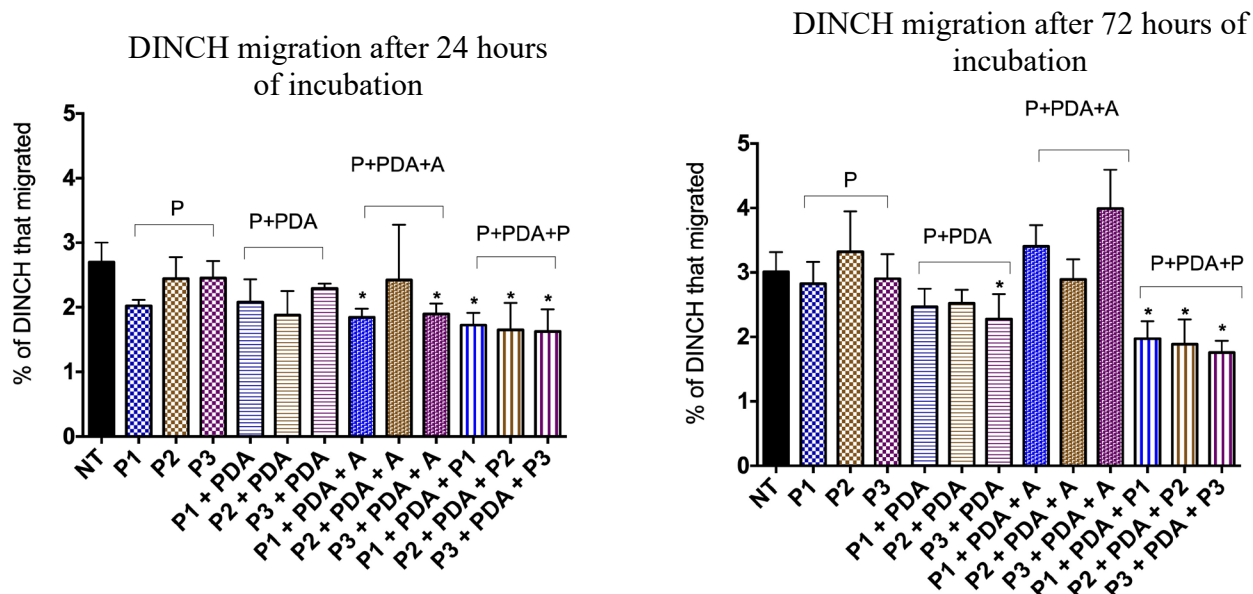 DINCH migration after 24 hours
of incubation
% of DINCH that migrated
5
4
3
2
1
0
P
P+PDA
P+PDA+A
P+PDA+P
*
*
*
*
*
NT
P1
P2
P3
P1 + PDA
P2 + PDA
P3 + PDA
P1 + PDA + A
P2 + PDA + A
P3 + PDA + A
P1 + PDA + P1
P2 + PDA + P2
P3 + PDA + P3
DINCH migration after 72 hours of
incubation
% of DINCH that migrated
5
4
3
2
1
0
P
P+PDA
P+PDA+A
P+PDA+P
*
*
*
*
NT
P1
P2
P3
P1 + PDA
P2 + PDA
P3 + PDA
P1 + PDA + A
P2 + PDA + A
P3 + PDA + A
P1 + PDA + P1
P2 + PDA + P2
P3 + PDA + P3